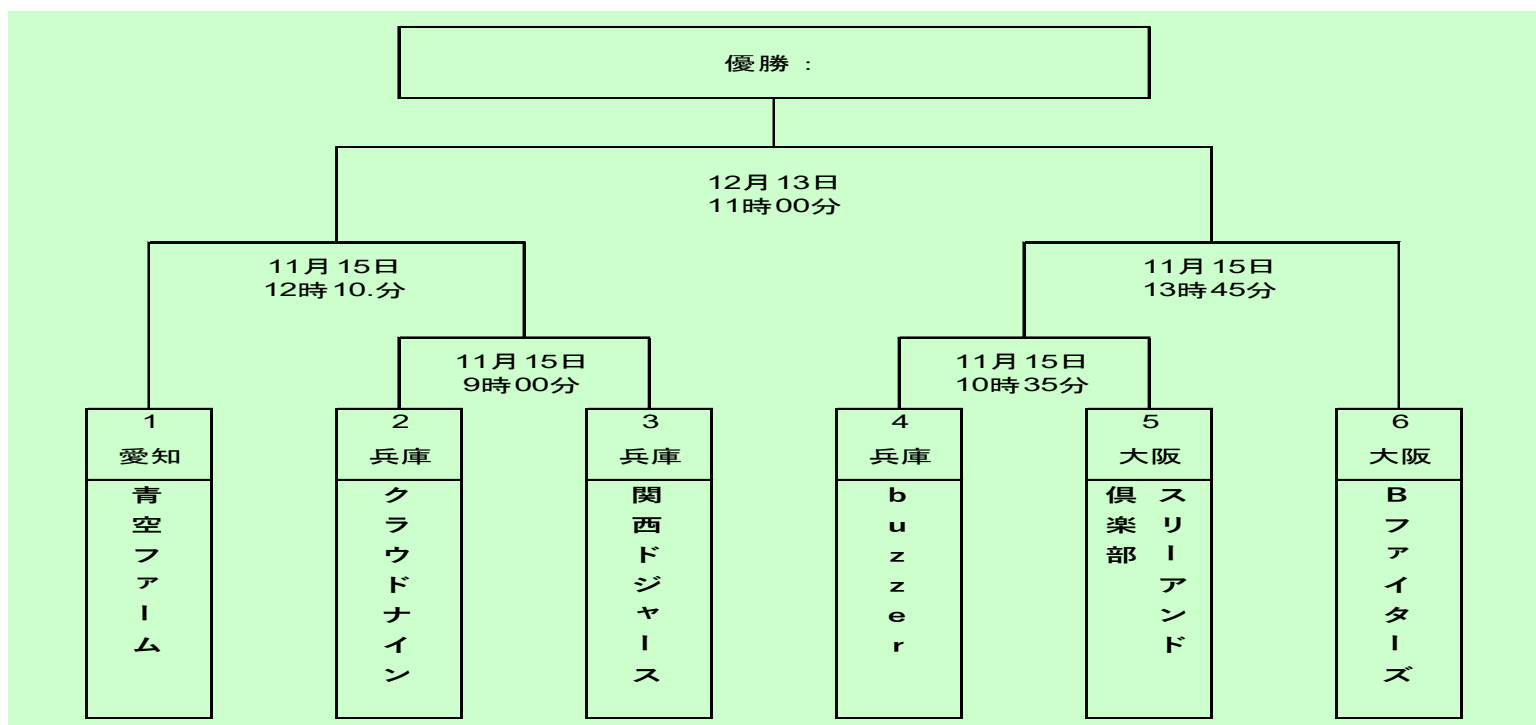 優勝：
12月13日
11時00分
11月15日
12時10.分
11月15日
13時45分
11月15日
9時00分
11月15日
10時35分
1
愛知
青空ファーム
2
兵庫
クラウドナイン
3
兵庫
関西ドジャース
4
兵庫
buzzer
5
大阪
スリーアンド
倶楽部
6
大阪
Bファイターズ